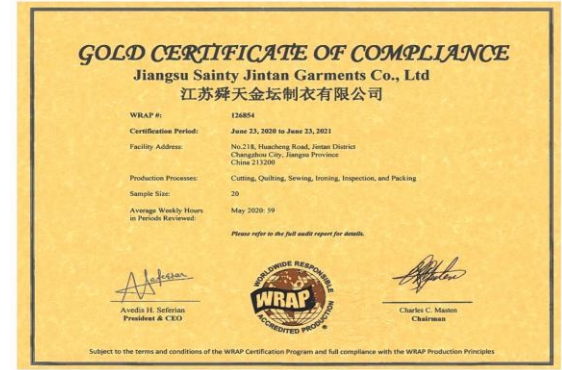 GOLD CERTIFICATE OF COMPLIANCE
Jiangsu Sainty Jintan Garments Co., Ltd
江苏舜天金坛制衣有限公司
WRAP #: 126854
Certification Period: June 23, 2020 to June 23, 2021
Facility Address: No.218, Huacheng Road, Jintan District
Changzhou City, Jiangsu Province
China 213200
Production Processes: Cutting, Quilting, Sewing, Ironing, Inspection, and Packing
Sample Size: 20
Average Weekly Hours May 2020: 59
in Periods Reviewed:
Please refer to the full audit report for details.
WORLDWIDE RESPONSIBLE
WRAP
ACCREDITED PRODUCTION
®
Avedis H. Seferian
President & CEO
Charles C. Masten
Chairman
Subject to the terms and conditions of the WRAP Certification Program and full compliance with the WRAP Production Principles